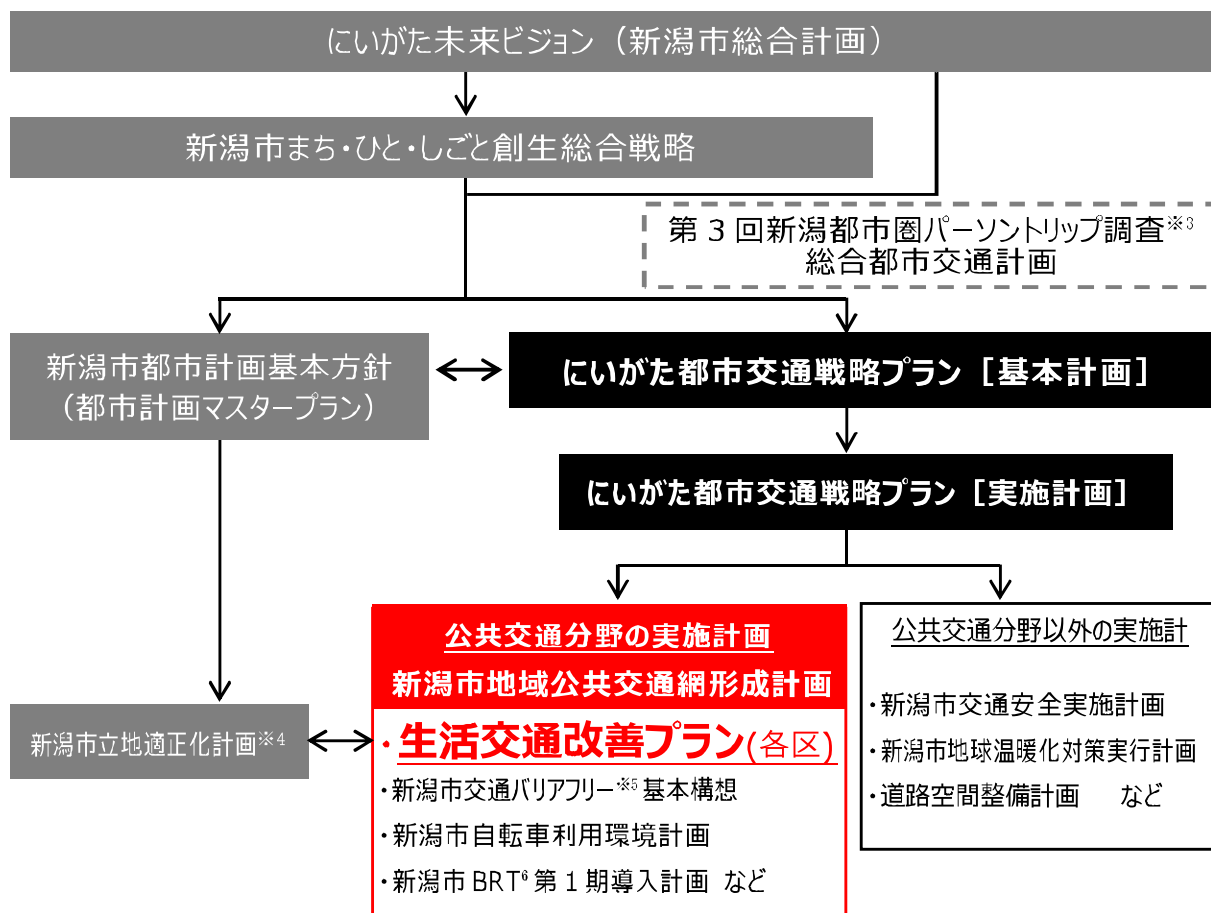 にいがた未来ビジョン（新潟市総合計画）
新潟市まち・ひと・しごと創生総合戦略
第３回新潟都市圏パーソントリップ調査※3
総合都市交通計画
新潟市都市計画基本方針
（都市計画マスタープラン）
にいがた都市交通戦略プラン［基本計画］
にいがた都市交通戦略プラン［実施計画］
公共交通分野の実施計画
新潟市地域公共交通網形成計画
・生活交通改善プラン(各区)
・新潟市交通バリアフリー※5基本構想
・新潟市自転車利用環境計画
・新潟市 BRT6 第１期導入計画 など
公共交通分野以外の実施計
・新潟市交通安全実施計画
・新潟市地球温暖化対策実行計画
・道路空間整備計画　など
新潟市立地適正化計画※4